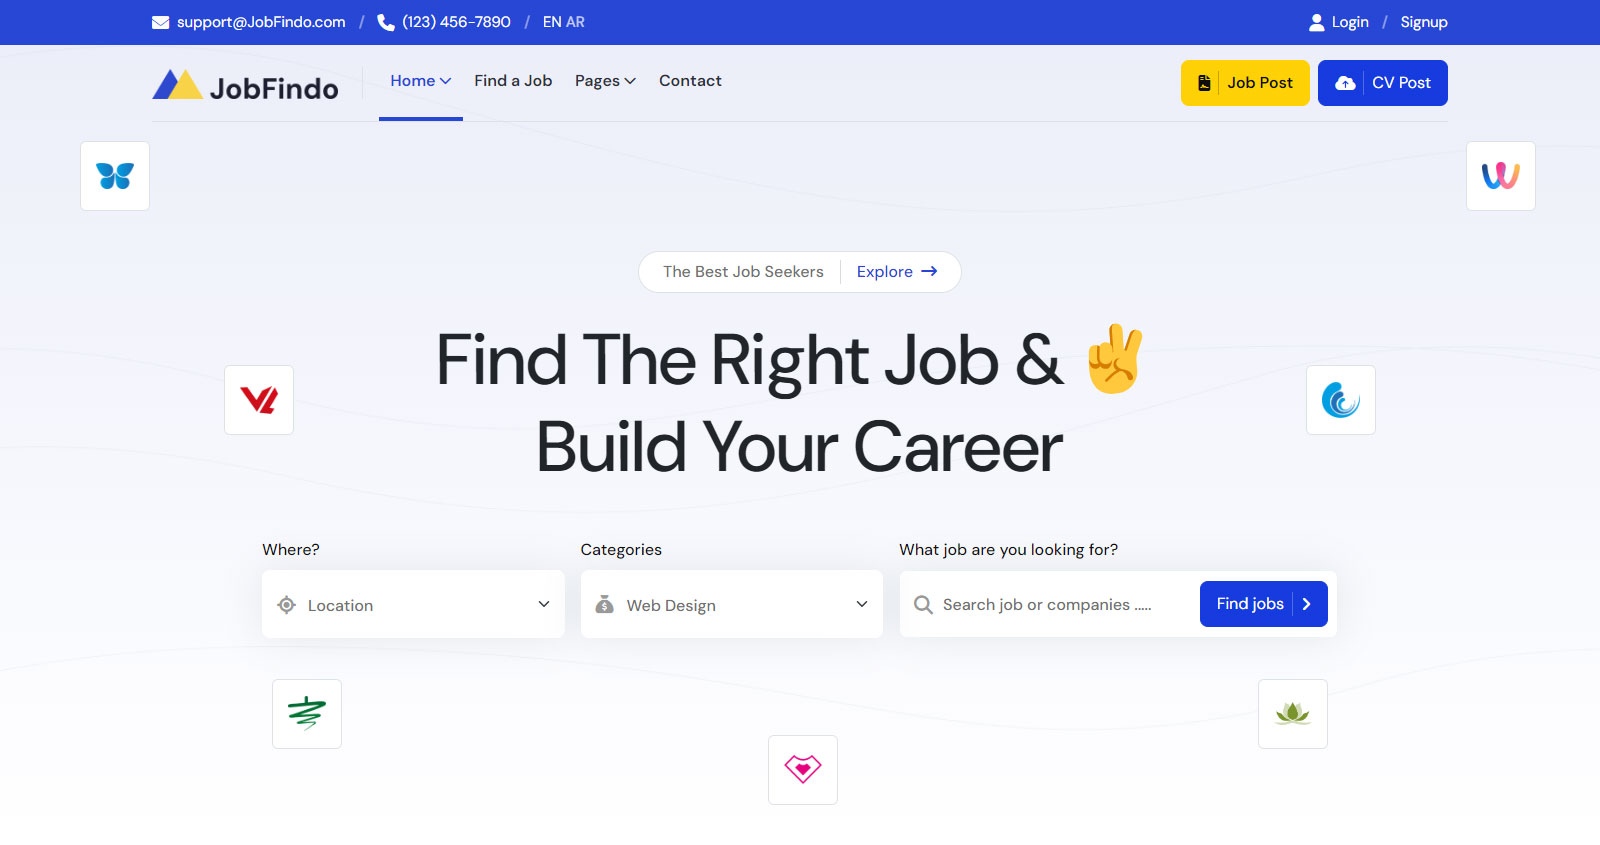 support@JobFindo.com / (123) 456-7890 / EN AR
Login / Signup
JobFindo
Home Find a Job Pages Contact
Job Post CV Post
The Best Job Seekers Explore
Find The Right Job & ✌
Build Your Career
Where? Categories What job are you looking for?
Location Web Design Search job or companies ..... Find jobs